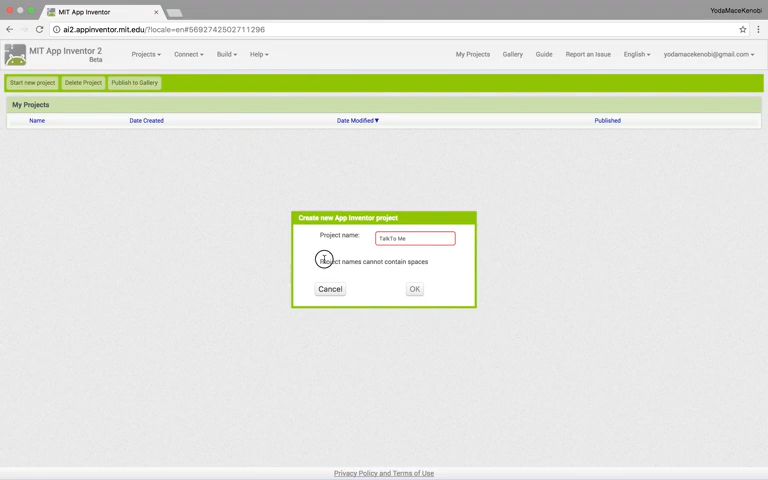 MIT App Inventor
YodaMaceKenobi
ai2.appinventor.mit.edu/?locale=en#5692742502711296
MIT App Inventor 2
Beta
Projects Connect Build Help My Projects Gallery Guide Report an Issue English yodamacekenobi@gmail.com
Start new project Delete Project Publish to Gallery
My Projects
Name Date Created Date Modified Published
Create new App Inventor project
Project name: TalkTo Me
Project names cannot contain spaces
Cancel OK
Privacy Policy and Terms of Use